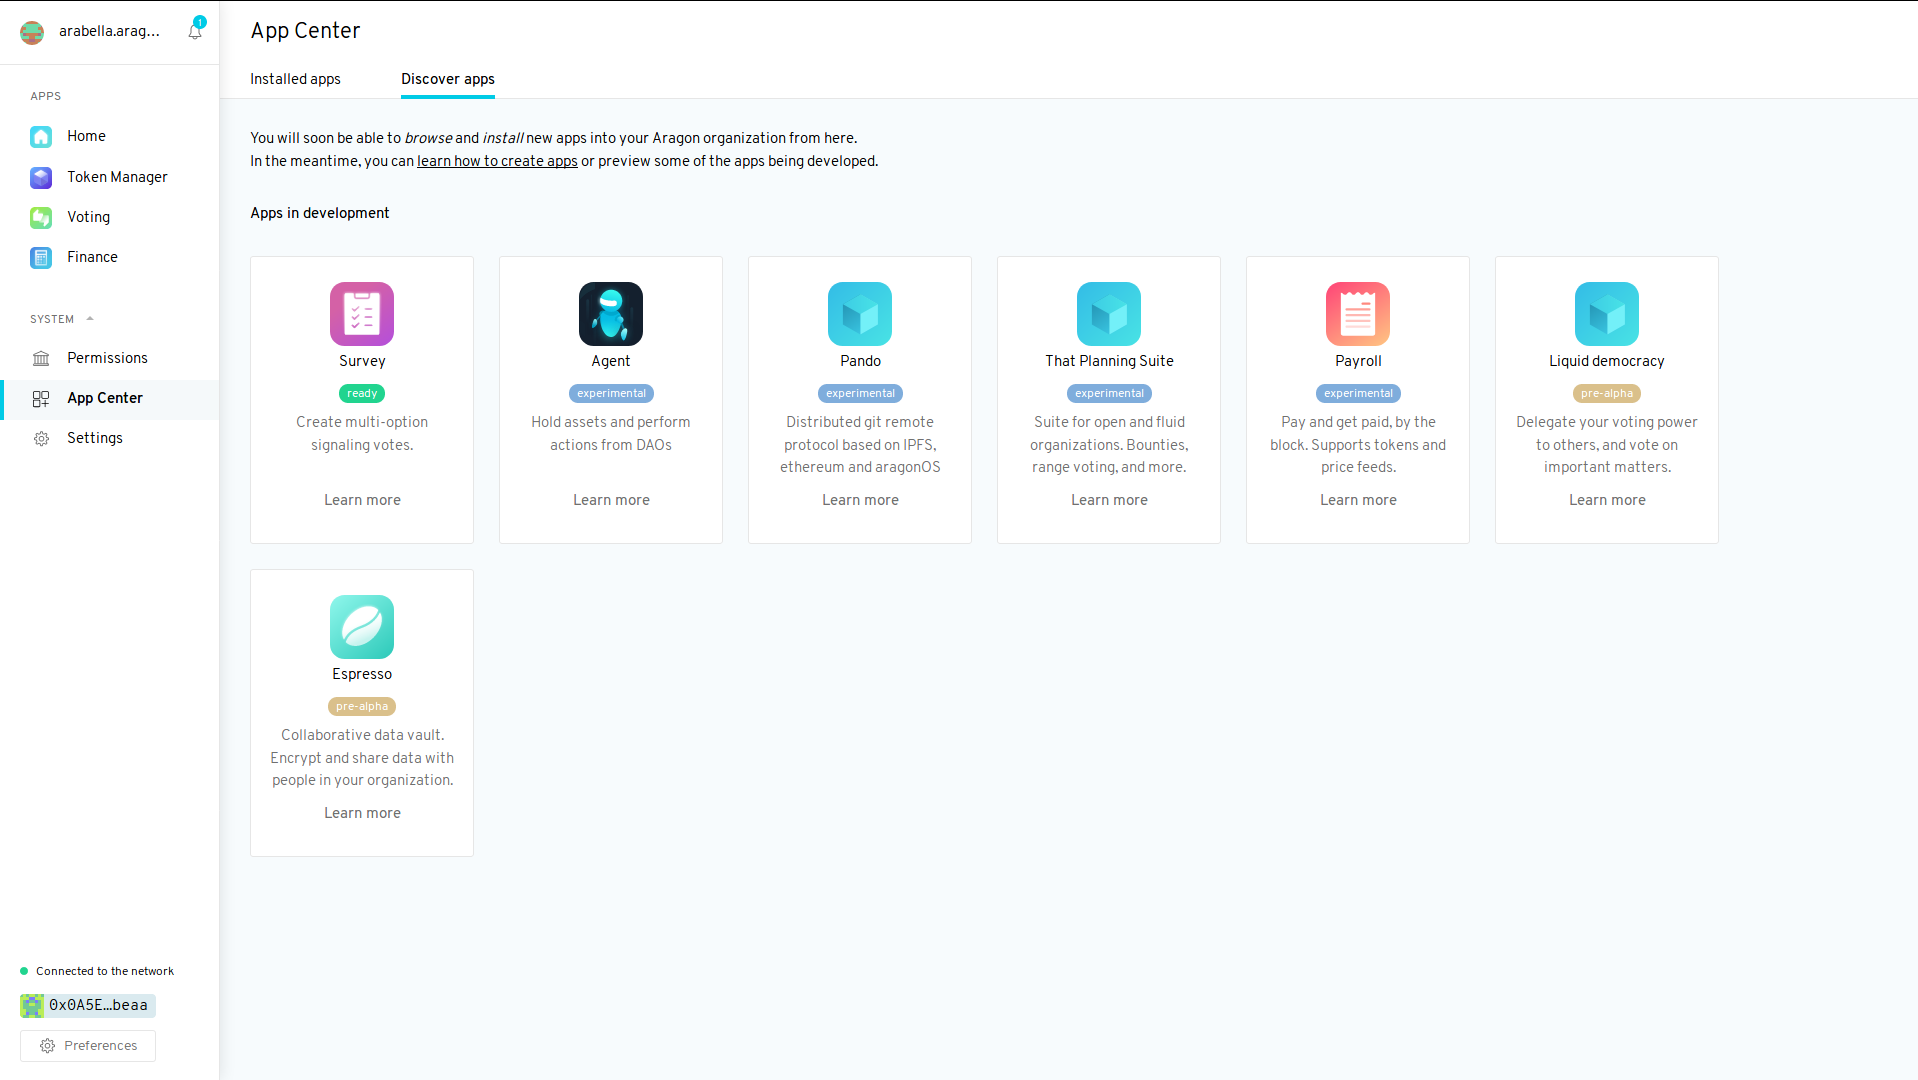 arabella.arag...
1
APPS
Home
Token Manager
Voting
Finance
SYSTEM
Permissions
App Center
Settings
Connected to the network
0x0A5E…beaa
Preferences
App Center
Installed apps
Discover apps
You will soon be able to browse and install new apps into your Aragon organization from here.
In the meantime, you can learn how to create apps or preview some of the apps being developed.
Apps in development
Survey
ready
Create multi-option
signaling votes.
Learn more
Agent
experimental
Hold assets and perform
actions from DAOs
Learn more
Pando
experimental
Distributed git remote
protocol based on IPFS,
ethereum and aragonOS
Learn more
That Planning Suite
experimental
Suite for open and fluid
organizations. Bounties,
range voting, and more.
Learn more
Payroll
experimental
Pay and get paid, by the
block. Supports tokens and
price feeds.
Learn more
Liquid democracy
pre-alpha
Delegate your voting power
to others, and vote on
important matters.
Learn more
Espresso
pre-alpha
Collaborative data vault.
Encrypt and share data with
people in your organization.
Learn more